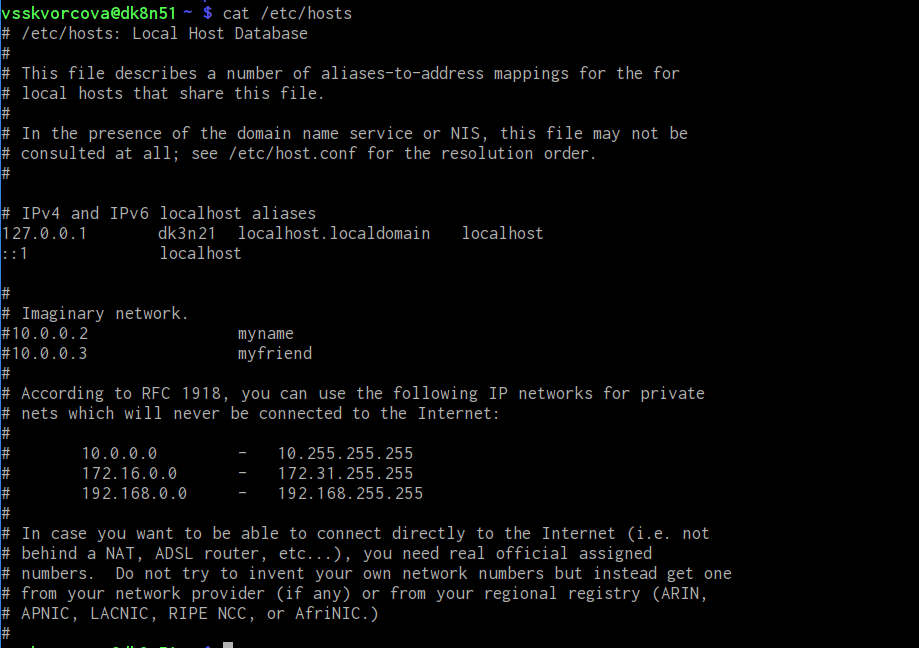 vsskvorcova@dk8n51 ~ $ cat /etc/hosts
# /etc/hosts: Local Host Database
#
# This file describes a number of aliases-to-address mappings for the for
# local hosts that share this file.
#
# In the presence of the domain name service or NIS, this file may not be
# consulted at all; see /etc/host.conf for the resolution order.
#
# IPv4 and IPv6 localhost aliases
127.0.0.1 dk3n21 localhost.localdomain localhost
::1 localhost
#
# Imaginary network.
#10.0.0.2 myname
#10.0.0.3 myfriend
#
# According to RFC 1918, you can use the following IP networks for private
# nets which will never be connected to the Internet:
#
# 10.0.0.0 - 10.255.255.255
# 172.16.0.0 - 172.31.255.255
# 192.168.0.0 - 192.168.255.255
#
# In case you want to be able to connect directly to the Internet (i.e. not
# behind a NAT, ADSL router, etc...), you need real official assigned
# numbers. Do not try to invent your own network numbers but instead get one
# from your network provider (if any) or from your regional registry (ARIN,
# APNIC, LACNIC, RIPE NCC, or AfriNIC.)
#